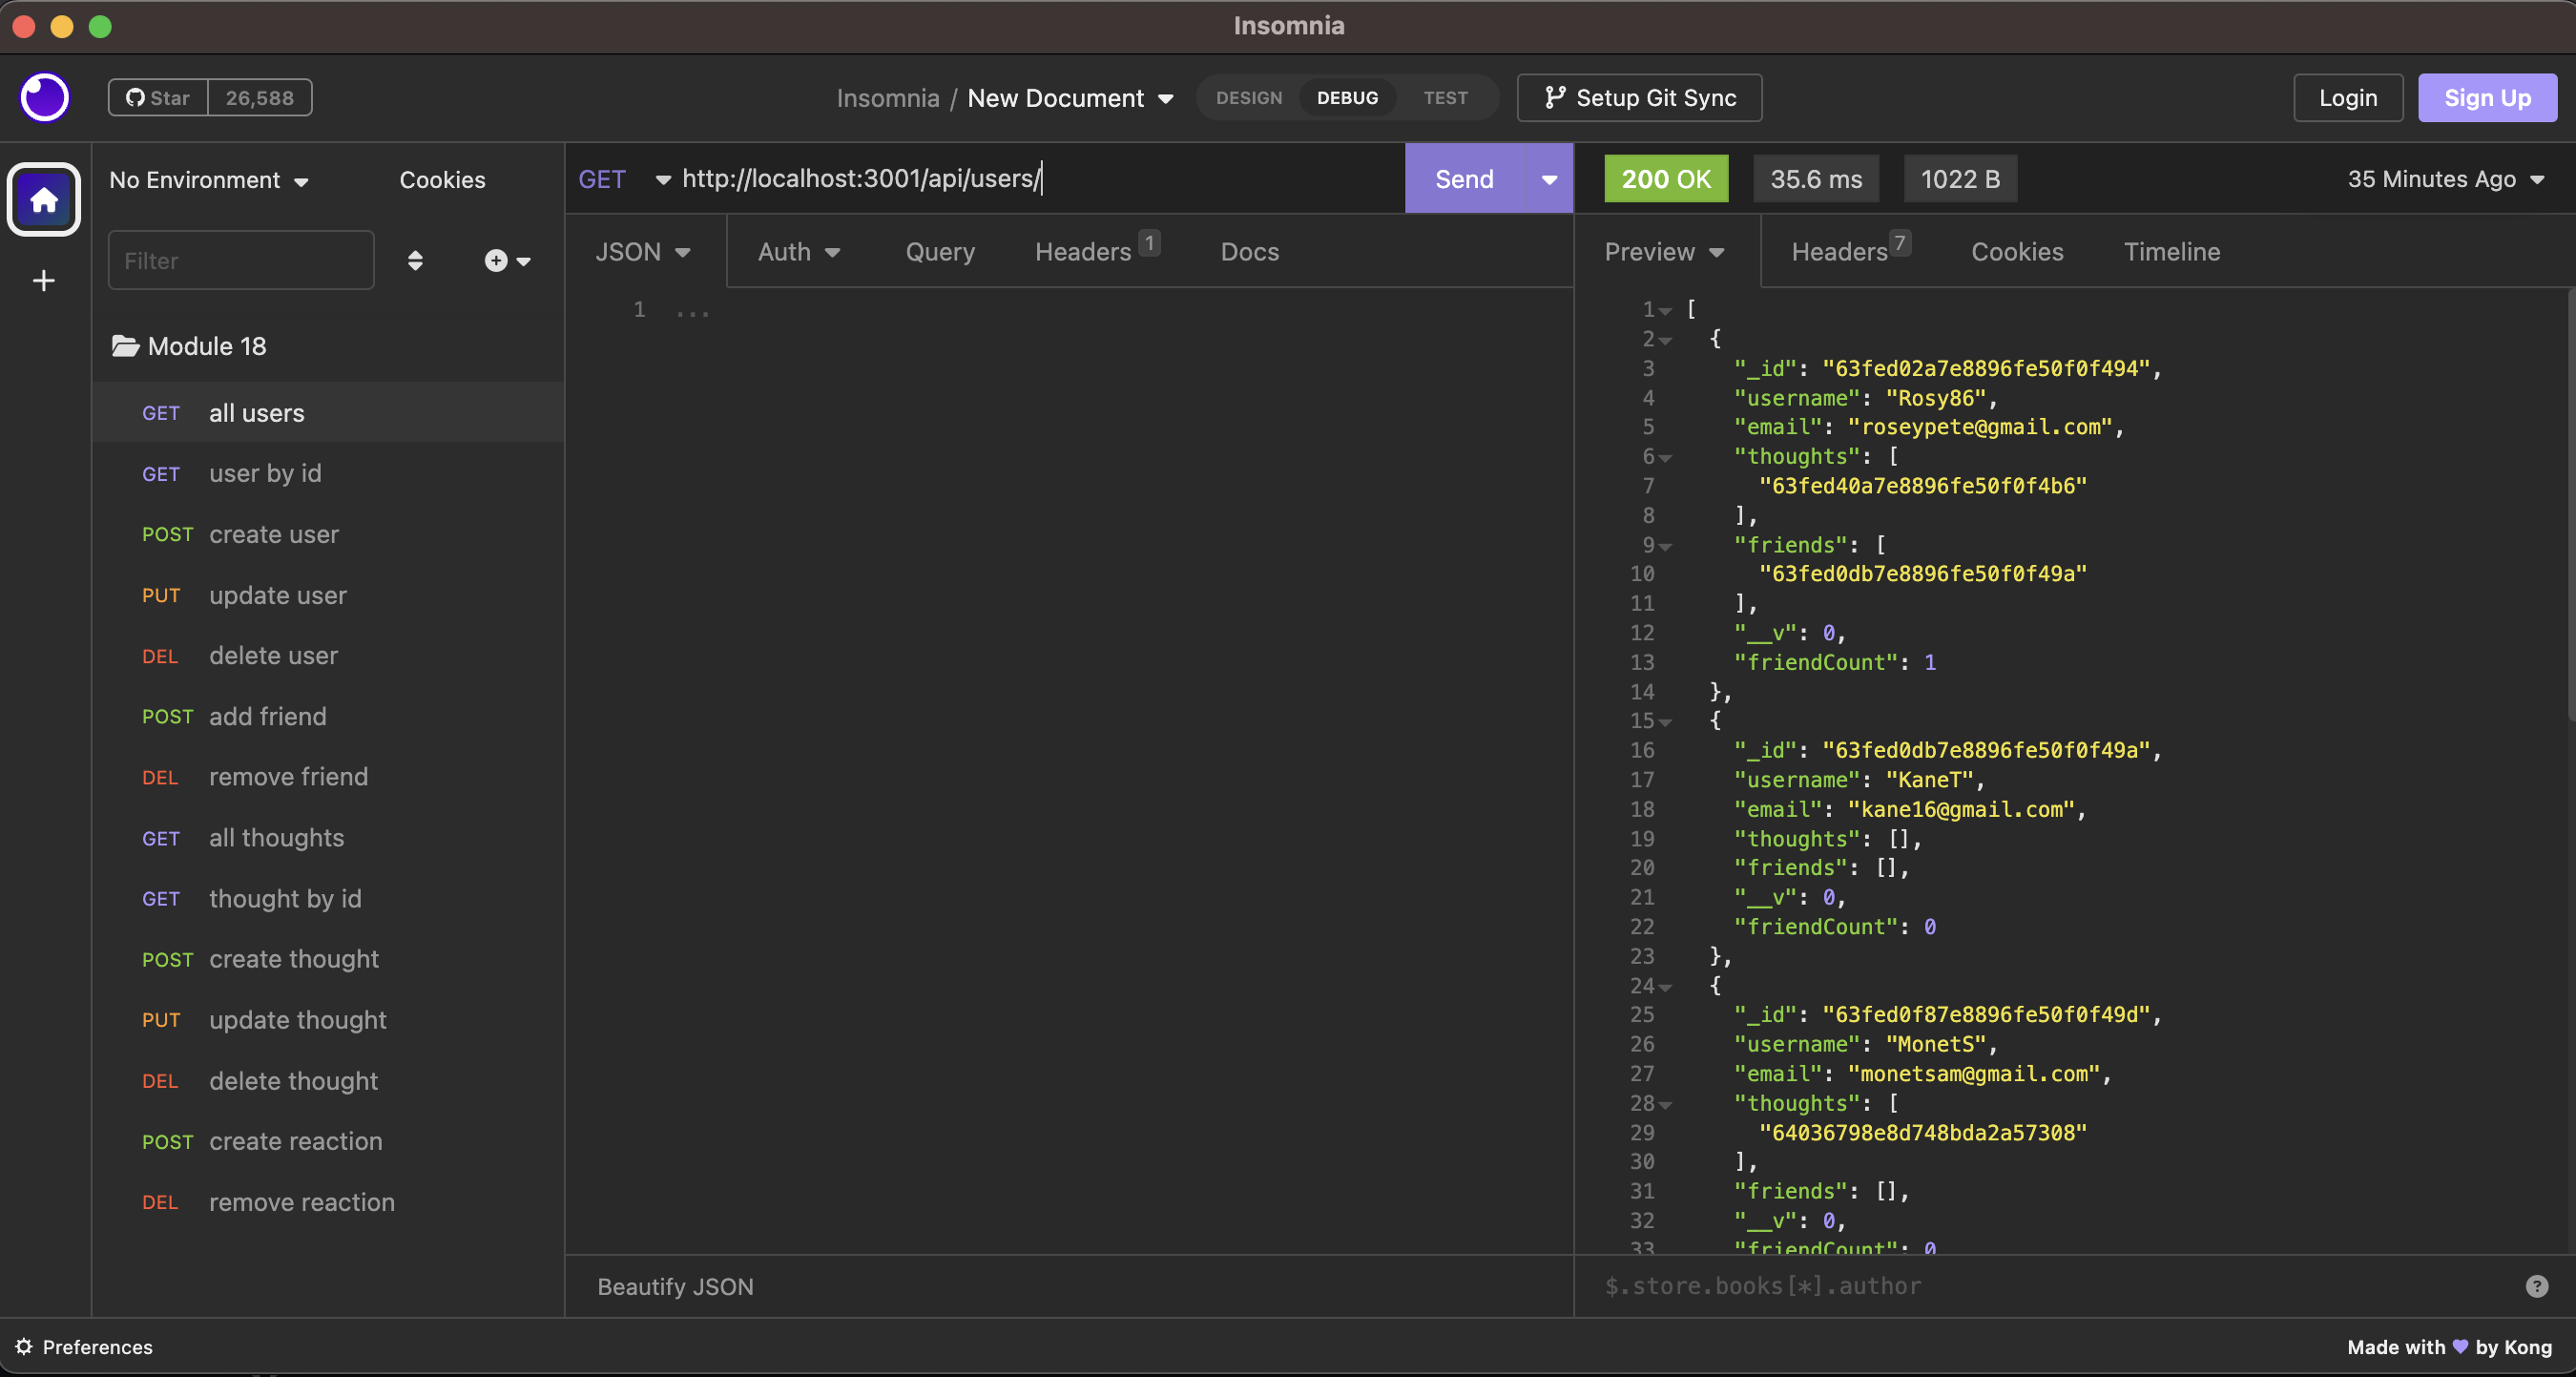 Insomnia
Star 26,588
Insomnia / New Document
DESIGN DEBUG TEST
Setup Git Sync
Login
Sign Up
No Environment
Cookies
Filter
Module 18
GET all users
GET user by id
POST create user
PUT update user
DEL delete user
POST add friend
DEL remove friend
GET all thoughts
GET thought by id
POST create thought
PUT update thought
DEL delete thought
POST create reaction
DEL remove reaction
GET http://localhost:3001/api/users/
Send
JSON Auth Query Headers 1 Docs
1 ...
Beautify JSON
200 OK 35.6 ms 1022 B 35 Minutes Ago
Preview Headers 7 Cookies Timeline
1 [
2 {
3 "_id": "63fed02a7e8896fe50f0f494",
4 "username": "Rosy86",
5 "email": "roseypete@gmail.com",
6 "thoughts": [
7 "63fed40a7e8896fe50f0f4b6"
8 ],
9 "friends": [
10 "63fed0db7e8896fe50f0f49a"
11 ],
12 "__v": 0,
13 "friendCount": 1
14 },
15 {
16 "_id": "63fed0db7e8896fe50f0f49a",
17 "username": "KaneT",
18 "email": "kane16@gmail.com",
19 "thoughts": [],
20 "friends": [],
21 "__v": 0,
22 "friendCount": 0
23 },
24 {
25 "_id": "63fed0f87e8896fe50f0f49d",
26 "username": "MonetS",
27 "email": "monetsam@gmail.com",
28 "thoughts": [
29 "64036798e8d748bda2a57308"
30 ],
31 "friends": [],
32 "__v": 0,
33 "friendCount": 0
$.store.books[*].author
Preferences
Made with by Kong